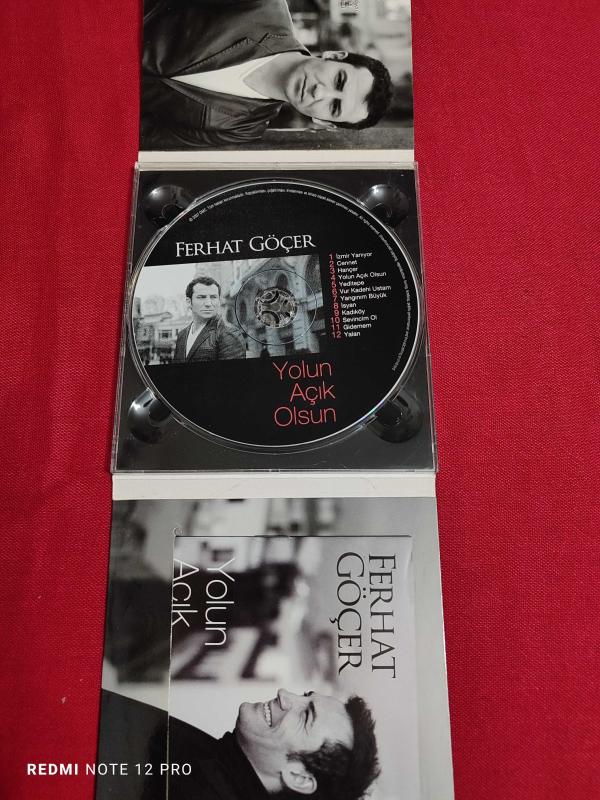 FERHAT GÖÇER
1 İzmir Yanıyor
2 Cennet
3 Hançer
4 Yolun Açık Olsun
5 Yeditepe
6 Vur Kadehi Ustam
7 Yangınım Büyük
8 İsyan
9 Kadıköy
10 Sevincim Ol
11 Gidemem
12 Yalan
Yolun
Açık
Olsun
FERHAT
GÖÇER
Yolun
Açık
REDMI NOTE 12 PRO